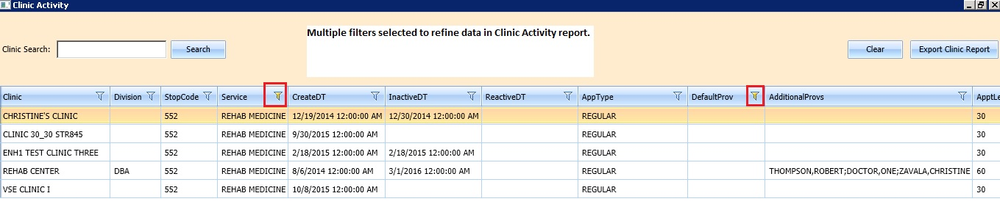 Clinic Activity
Multiple filters selected to refine data in Clinic Activity report.
Clinic Search: Search Clear Export Clinic Report
Clinic Division StopCode Service CreateDT InactiveDT ReactiveDT AppType DefaultProv AdditionalProvs ApptLe
CHRISTINE'S CLINIC 552 REHAB MEDICINE 12/19/2014 12:00:00 AM 12/30/2014 12:00:00 AM REGULAR 30
CLINIC 30_30 STR845 552 REHAB MEDICINE 9/30/2015 12:00:00 AM REGULAR 30
ENH1 TEST CLINIC THREE 552 REHAB MEDICINE 2/18/2015 12:00:00 AM 2/18/2015 12:00:00 AM REGULAR 30
REHAB CENTER DBA 552 REHAB MEDICINE 8/6/2014 12:00:00 AM 3/1/2016 12:00:00 AM REGULAR THOMPSON,ROBERT;DOCTOR,ONE;ZAVALA,CHRISTINE 60
VSE CLINIC I 552 REHAB MEDICINE 10/8/2015 12:00:00 AM REGULAR 30